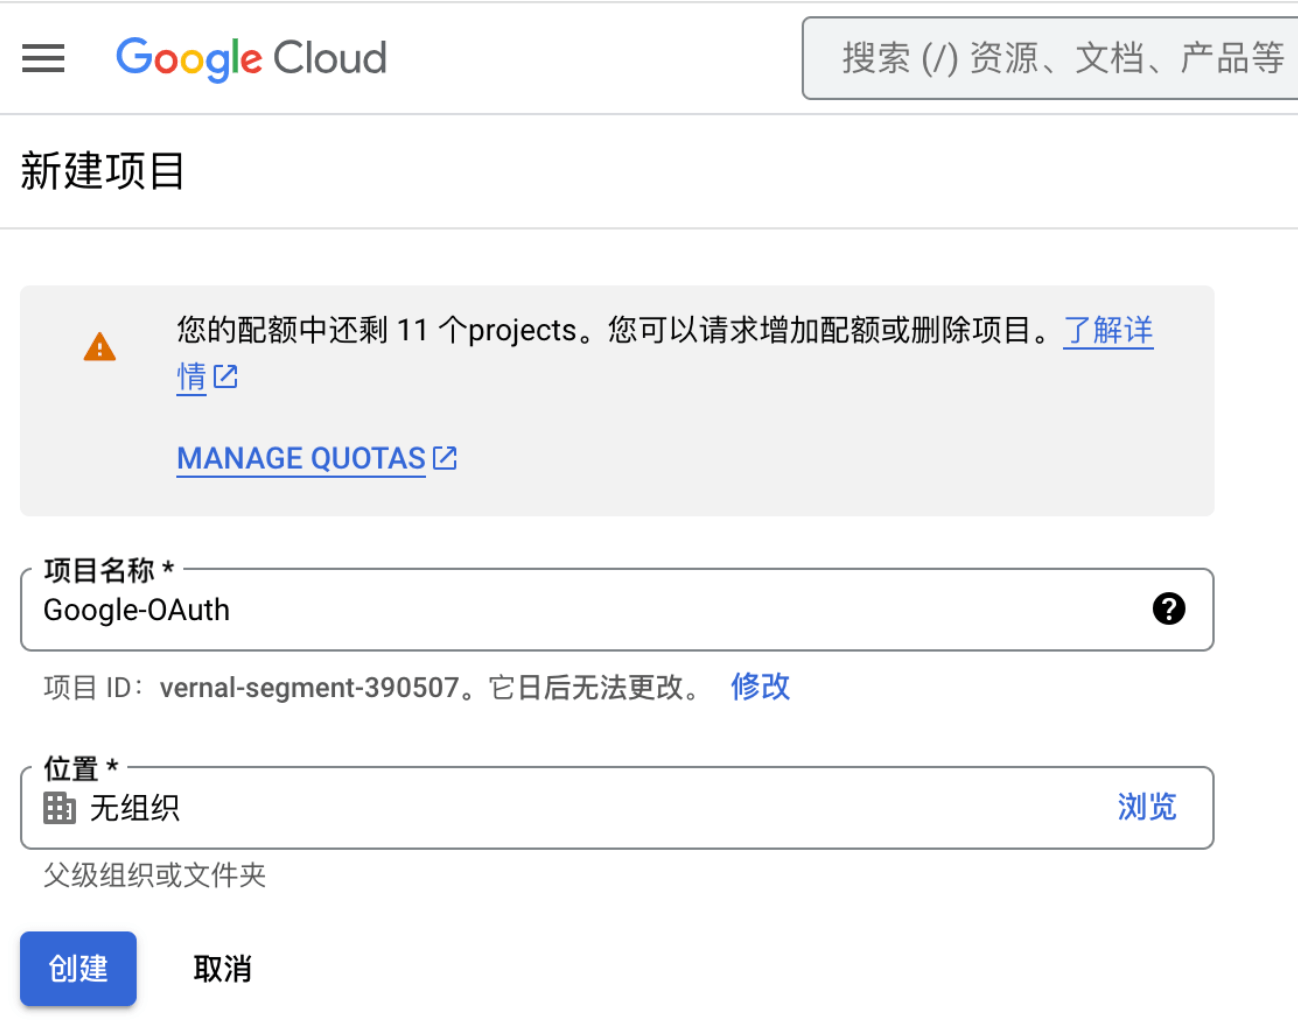 Google Cloud
搜索 (/) 资源、文档、产品等
新建项目
您的配额中还剩 11 个projects。您可以请求增加配额或删除项目。了解详
情
MANAGE QUOTAS
项目名称 *
Google-OAuth
项目 ID：vernal-segment-390507。它日后无法更改。 修改
位置 *
无组织 浏览
父级组织或文件夹
创建 取消